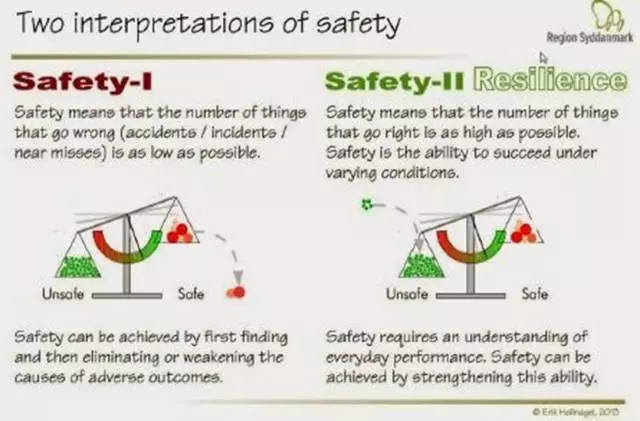 Two interpretations of safety
Region Syddanmark
Safety-I
Safety means that the number of things
that go wrong (accidents / incidents /
near misses) is as low as possible.
Unsafe
Safe
Safety can be achieved by first finding
and then eliminating or weakening the
causes of adverse outcomes.
Safety-II Resilience
Safety means that the number of things
that go right is as high as possible.
Safety is the ability to succeed under
varying conditions.
Unsafe
Safe
Safety requires an understanding of
everyday performance. Safety can be
achieved by strengthening this ability.
© Erik Hollnagel, 2013